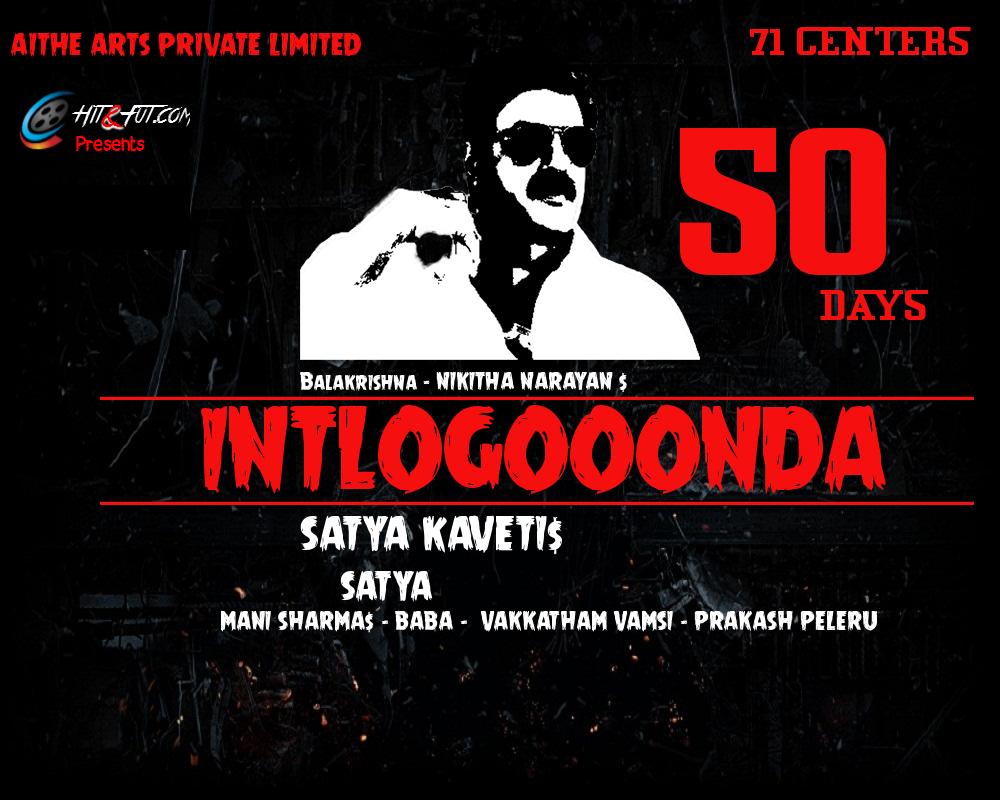 AITHE ARTS PRIVATE LIMITED
71 CENTERS
HIT&FUT.COM
Presents
50
DAYS
BALAKRISHNA - NIKITHA NARAYAN $
INTLOGOOONDA
SATYA KAVETI$
SATYA
MANI SHARMA$ - BABA - VAKKATHAM VAMSI - PRAKASH PELERU